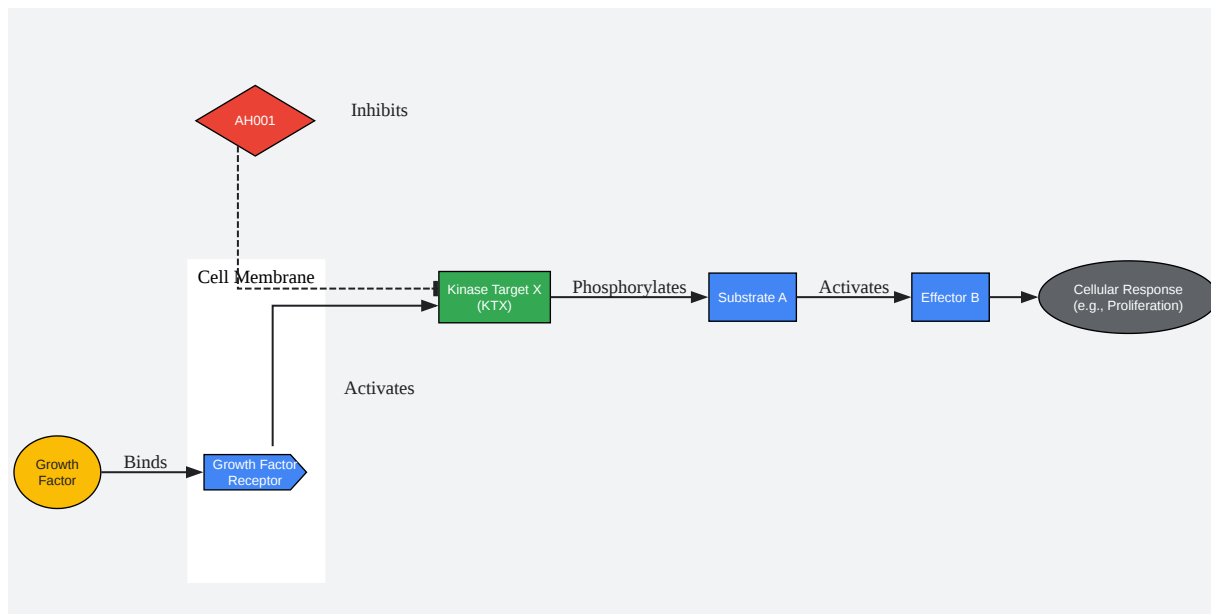 AH001
Inhibits
Cell Membrane
Kinase Target X
(KTX)
Phosphorylates
Substrate A
Activates
Effector B
Cellular Response
(e.g., Proliferation)
Activates
Growth
Factor
Binds
Growth Factor
Receptor